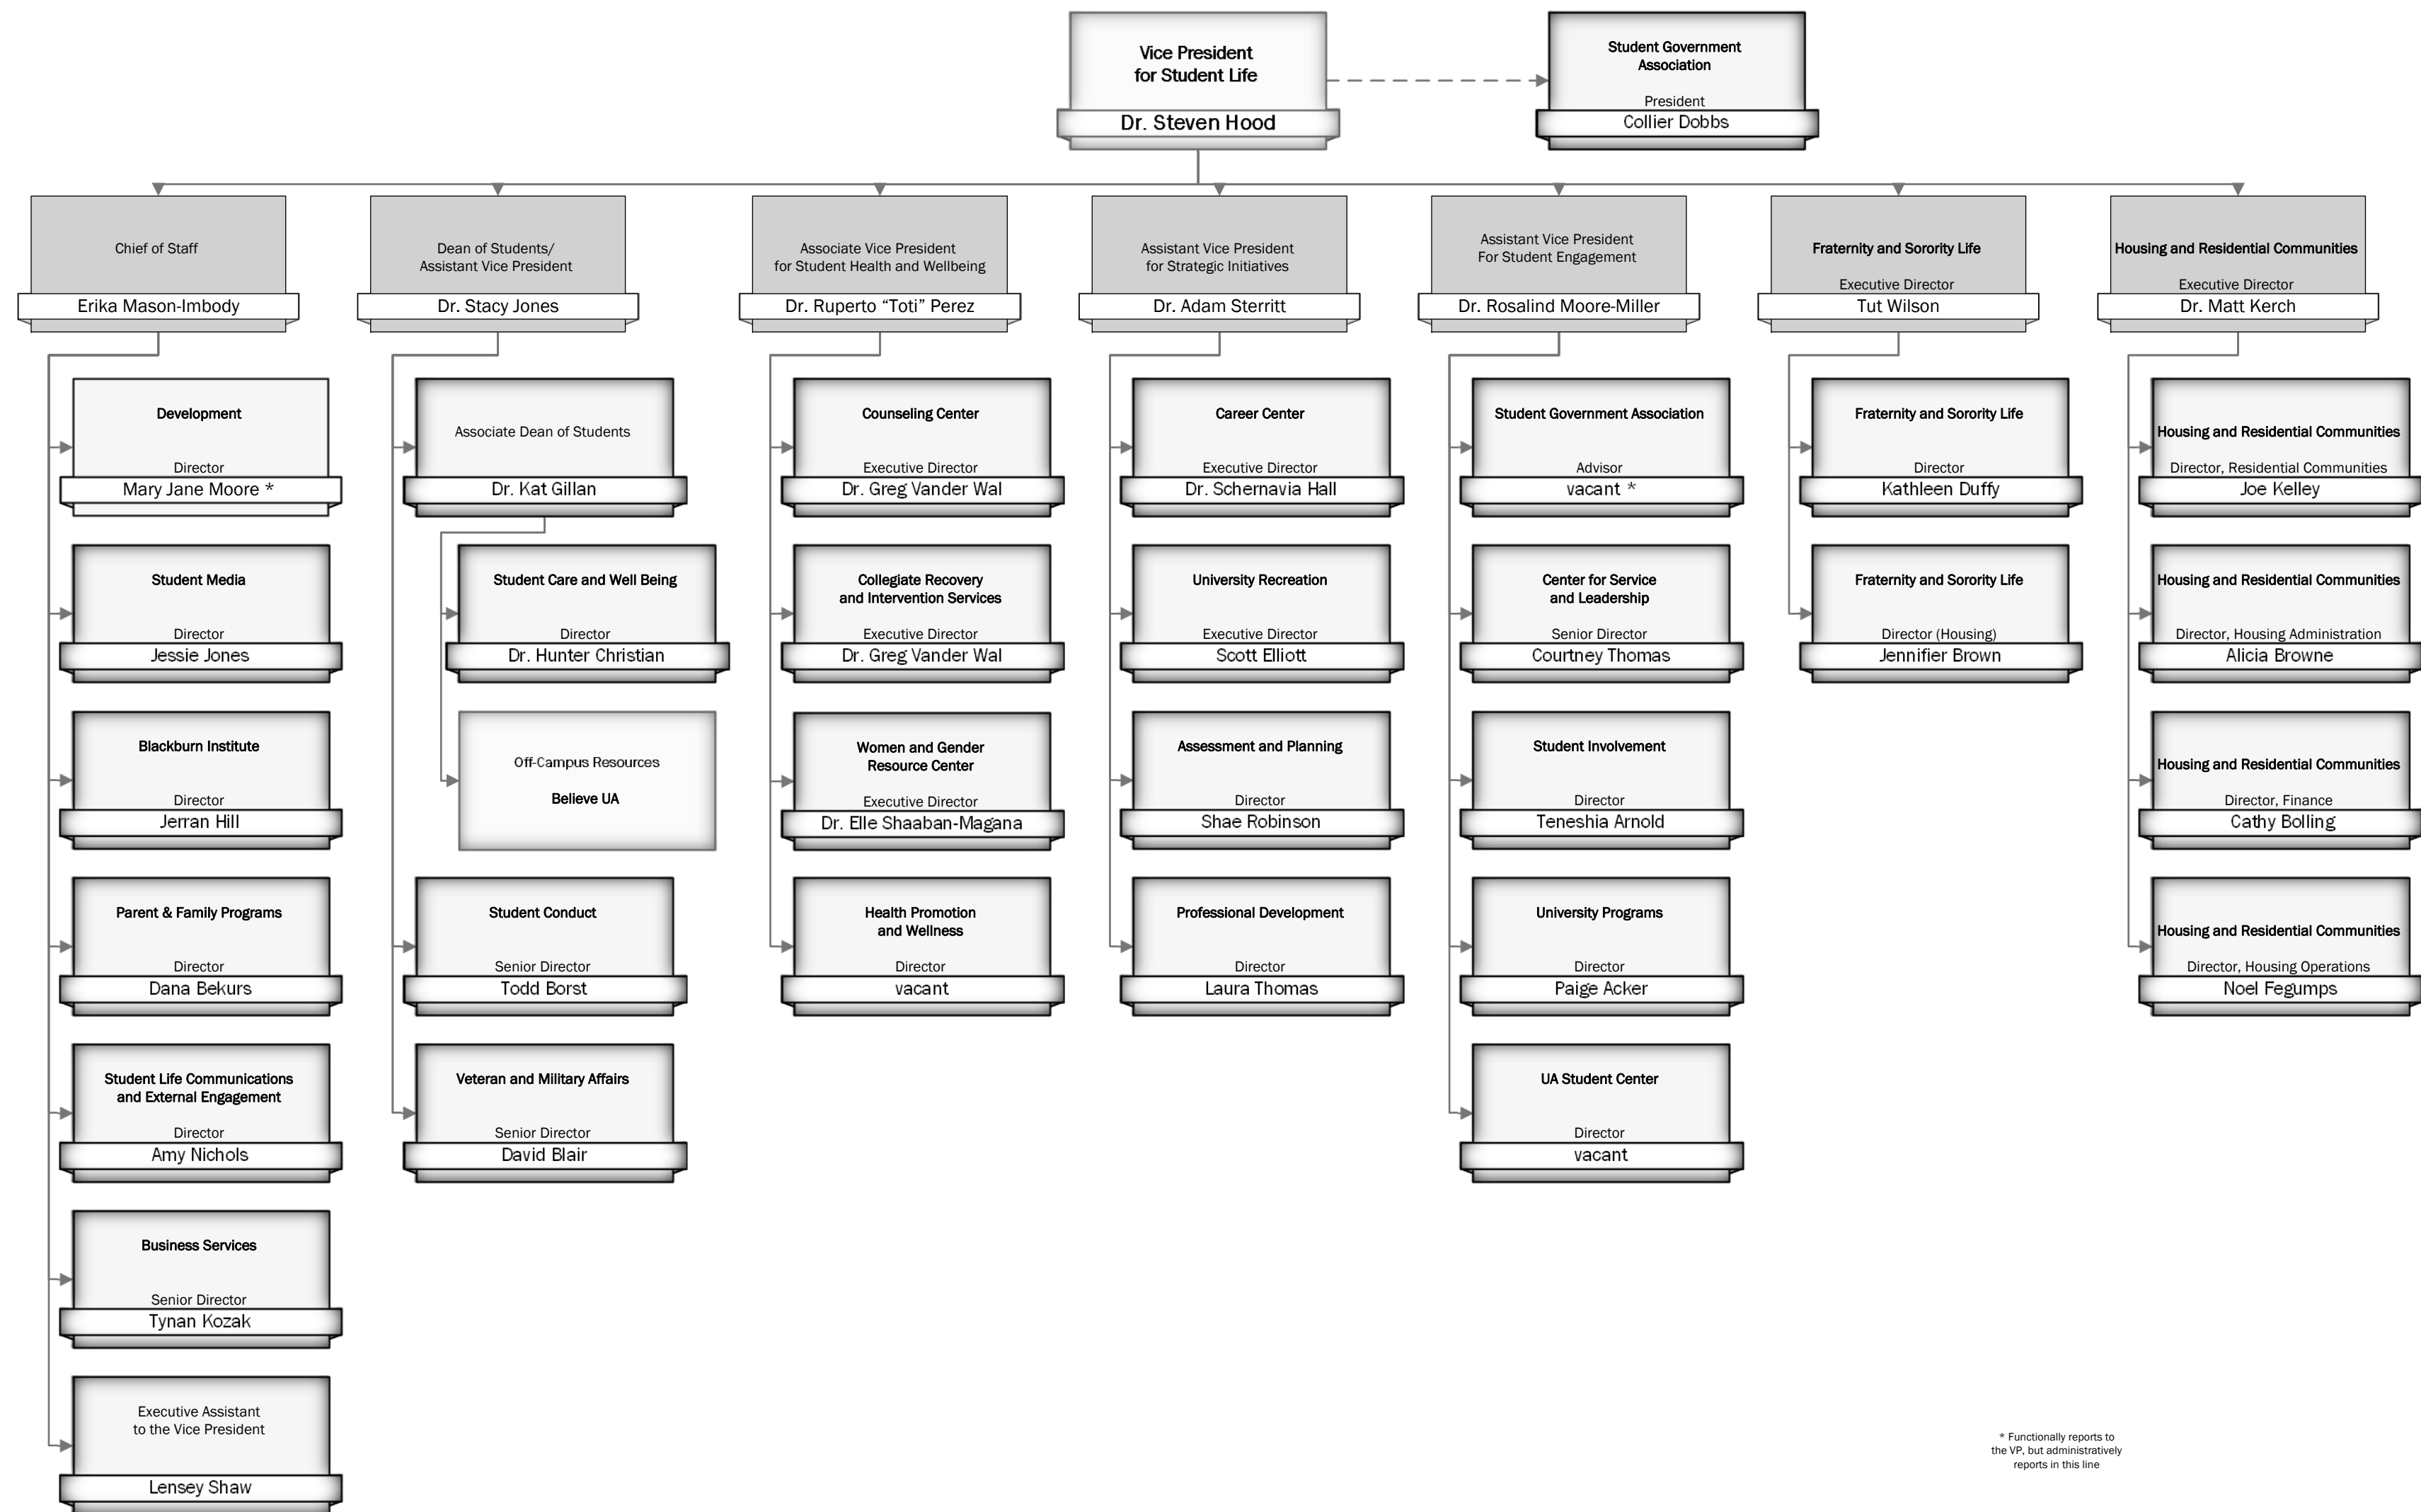 Vice President
for Student Life
Dr. Steven Hood
Student Government
Association
President
Collier Dobbs
Chief of Staff
Erika Mason-Imbody
Dean of Students/
Assistant Vice President
Dr. Stacy Jones
Associate Vice President
for Student Health and Wellbeing
Dr. Ruperto “Toti” Perez
Assistant Vice President
for Strategic Initiatives
Dr. Adam Sterritt
Assistant Vice President
For Student Engagement
Dr. Rosalind Moore-Miller
Fraternity and Sorority Life
Executive Director
Tut Wilson
Housing and Residential Communities
Executive Director
Dr. Matt Kerch
Development
Director
Mary Jane Moore *
Student Media
Director
Jessie Jones
Blackburn Institute
Director
Jerran Hill
Parent & Family Programs
Director
Dana Bekurs
Student Life Communications
and External Engagement
Director
Amy Nichols
Business Services
Senior Director
Tynan Kozak
Executive Assistant
to the Vice President
Lensey Shaw
Associate Dean of Students
Dr. Kat Gillan
Student Care and Well Being
Director
Dr. Hunter Christian
Off-Campus Resources
Believe UA
Student Conduct
Senior Director
Todd Borst
Veteran and Military Affairs
Senior Director
David Blair
Counseling Center
Executive Director
Dr. Greg Vander Wal
Collegiate Recovery
and Intervention Services
Executive Director
Dr. Greg Vander Wal
Women and Gender
Resource Center
Executive Director
Dr. Elle Shaaban-Magana
Health Promotion
and Wellness
Director
vacant
Career Center
Executive Director
Dr. Schernavia Hall
University Recreation
Executive Director
Scott Elliott
Assessment and Planning
Director
Shae Robinson
Professional Development
Director
Laura Thomas
Student Government Association
Advisor
vacant *
Center for Service
and Leadership
Senior Director
Courtney Thomas
Student Involvement
Director
Teneshia Arnold
University Programs
Director
Paige Acker
UA Student Center
Director
vacant
Fraternity and Sorority Life
Director
Kathleen Duffy
Fraternity and Sorority Life
Director (Housing)
Jennifier Brown
Housing and Residential Communities
Director, Residential Communities
Joe Kelley
Housing and Residential Communities
Director, Housing Administration
Alicia Browne
Housing and Residential Communities
Director, Finance
Cathy Bolling
Housing and Residential Communities
Director, Housing Operations
Noel Fegumps
* Functionally reports to
the VP, but administratively
reports in this line